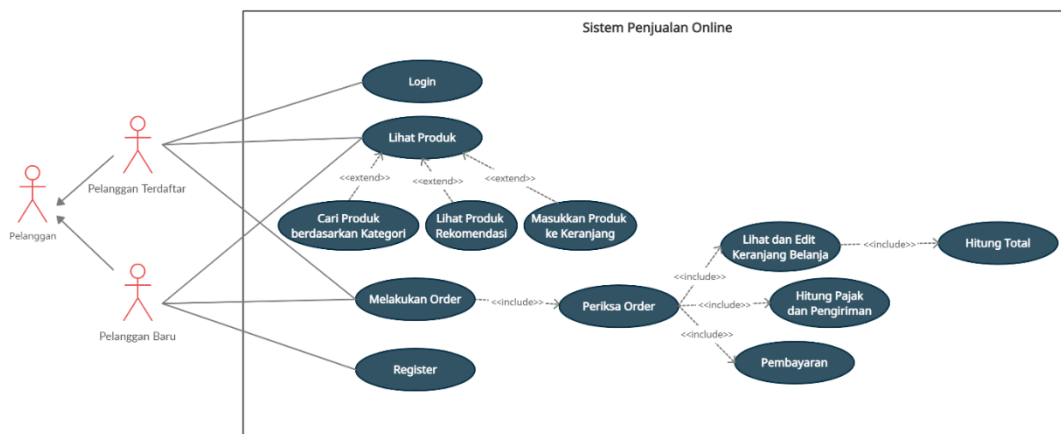 Sistem Penjualan Online
Login
Lihat Produk
Pelanggan Terdaftar
<<extend>>
<<extend>>
<<extend>>
Pelanggan
Cari Produk
berdasarkan Kategori
Lihat Produk
Rekomendasi
Masukkan Produk
ke Keranjang
Lihat dan Edit
Keranjang Belanja
<<include>>
Hitung Total
<<include>>
Melakukan Order
<<include>>
Periksa Order
<<include>>
Hitung Pajak
dan Pengiriman
Pelanggan Baru
<<include>>
Pembayaran
Register